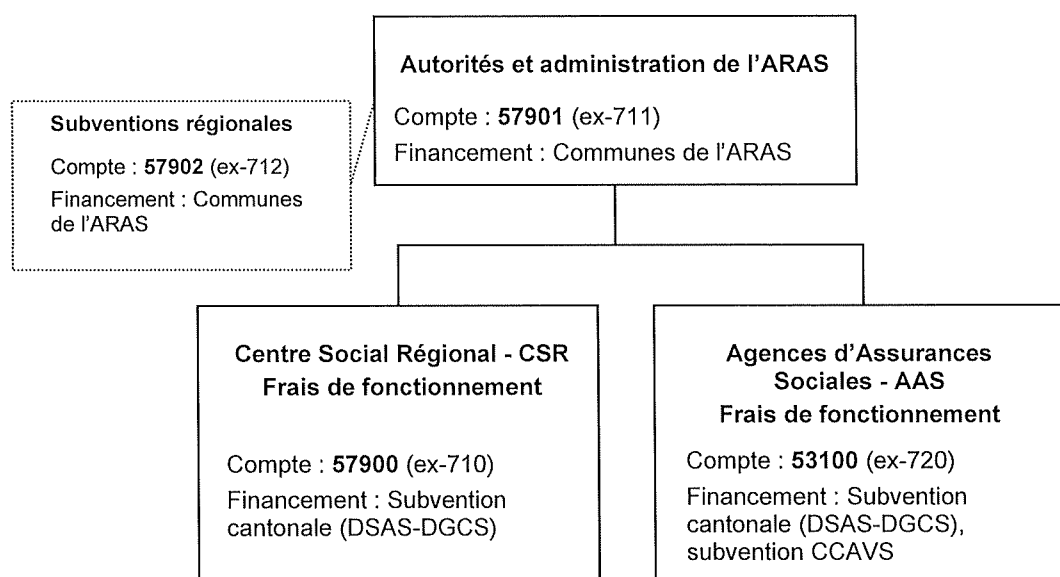 Autorités et administration de l'ARAS
Compte : 57901 (ex-711)
Financement : Communes de l'ARAS
Subventions régionales
Compte : 57902 (ex-712)
Financement : Communes
de l'ARAS
Centre Social Régional - CSR
Frais de fonctionnement
Compte : 57900 (ex-710)
Financement : Subvention
cantonale (DSAS-DGCS)
Agences d'Assurances
Sociales - AAS
Frais de fonctionnement
Compte : 53100 (ex-720)
Financement : Subvention
cantonale (DSAS-DGCS),
subvention CCAVS